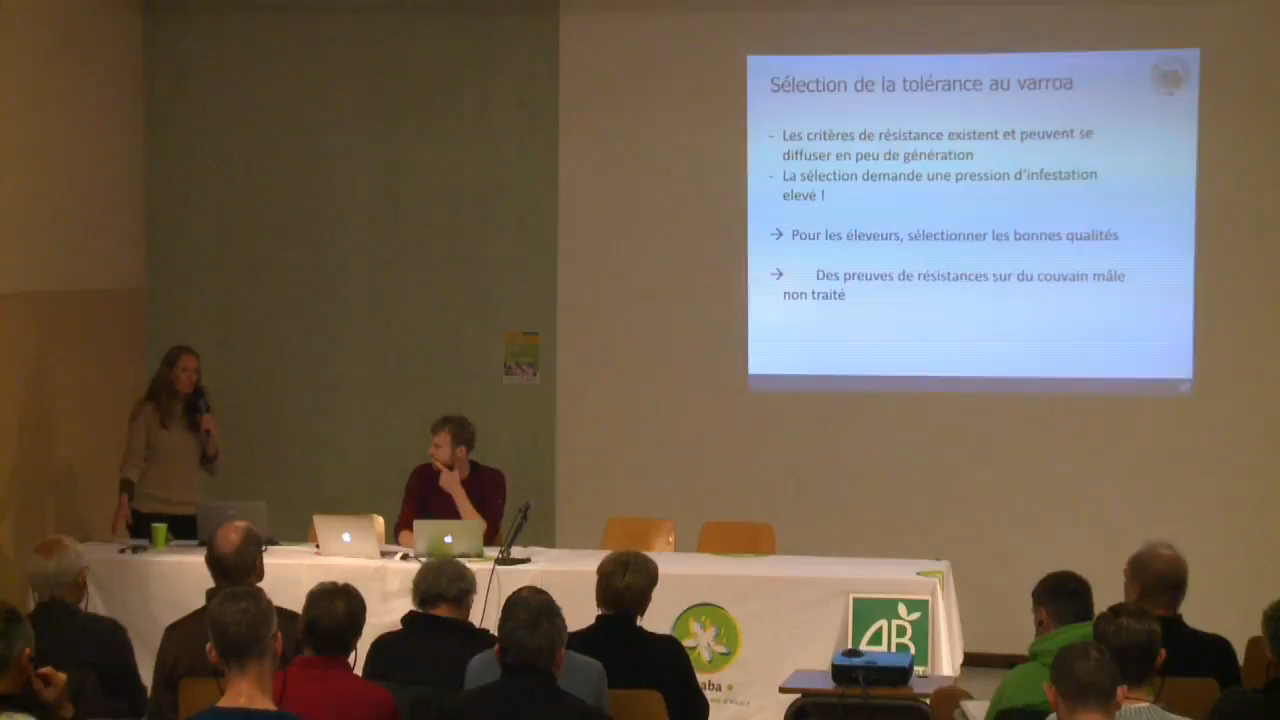 Sélection de la tolérance au varroa
- Les critères de résistance existent et peuvent se
diffuser en peu de génération
- La sélection demande une pression d'infestation
elevé !
→ Pour les éleveurs, sélectionner les bonnes qualités
→ Des preuves de résistances sur du couvain mâle
non traité
AB
aba